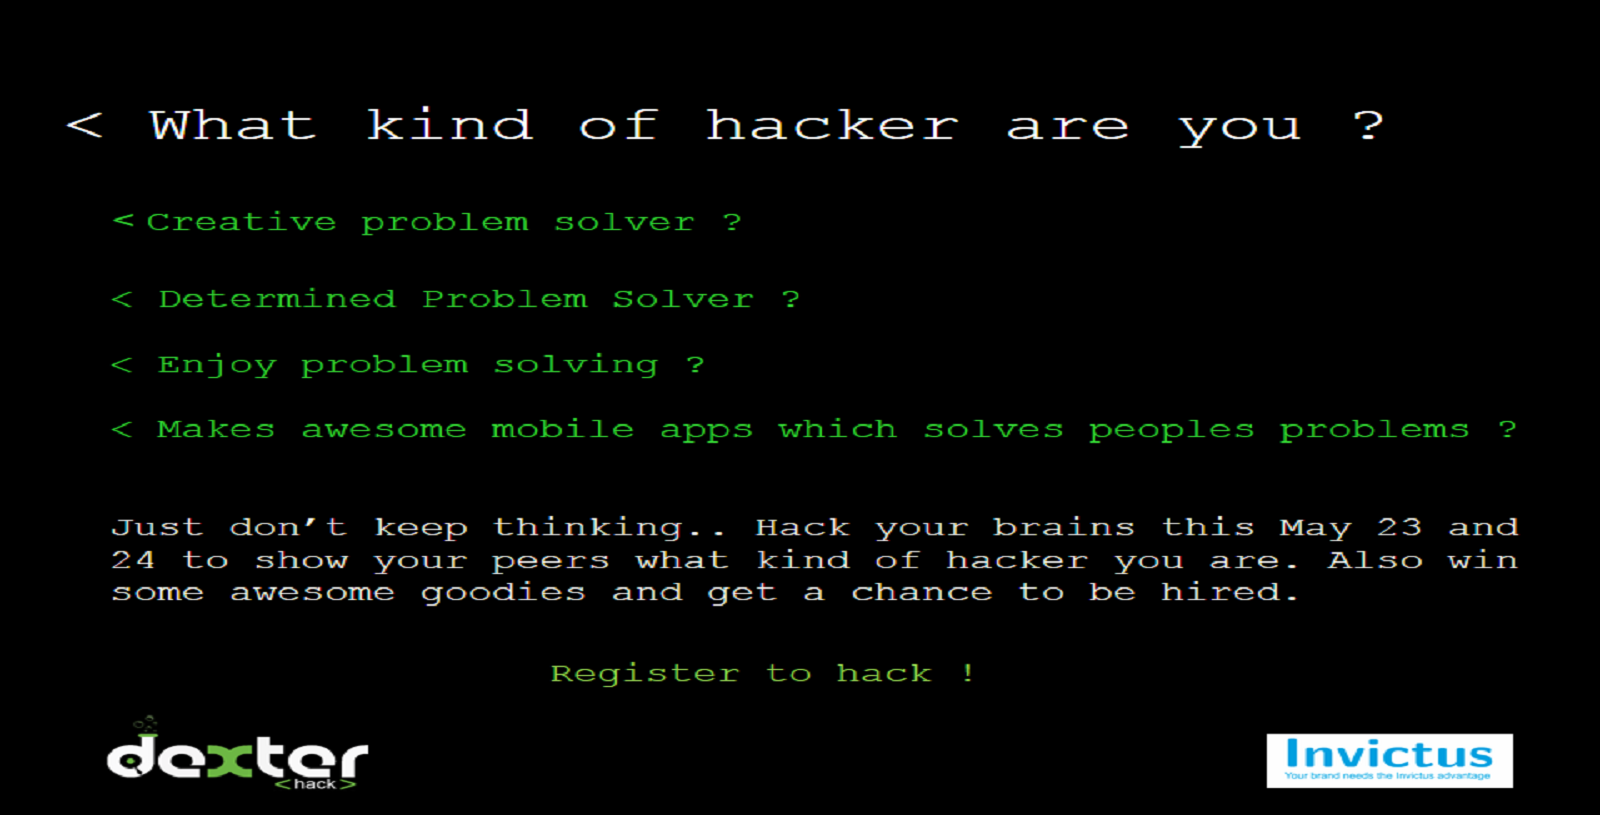 < What kind of hacker are you ?
< Creative problem solver ?
< Determined Problem Solver ?
< Enjoy problem solving ?
< Makes awesome mobile apps which solves peoples problems ?
Just don’t keep thinking.. Hack your brains this May 23 and
24 to show your peers what kind of hacker you are. Also win
some awesome goodies and get a chance to be hired.
Register to hack !
dexter
<hack>
Invictus
Your brand needs the Invictus advantage